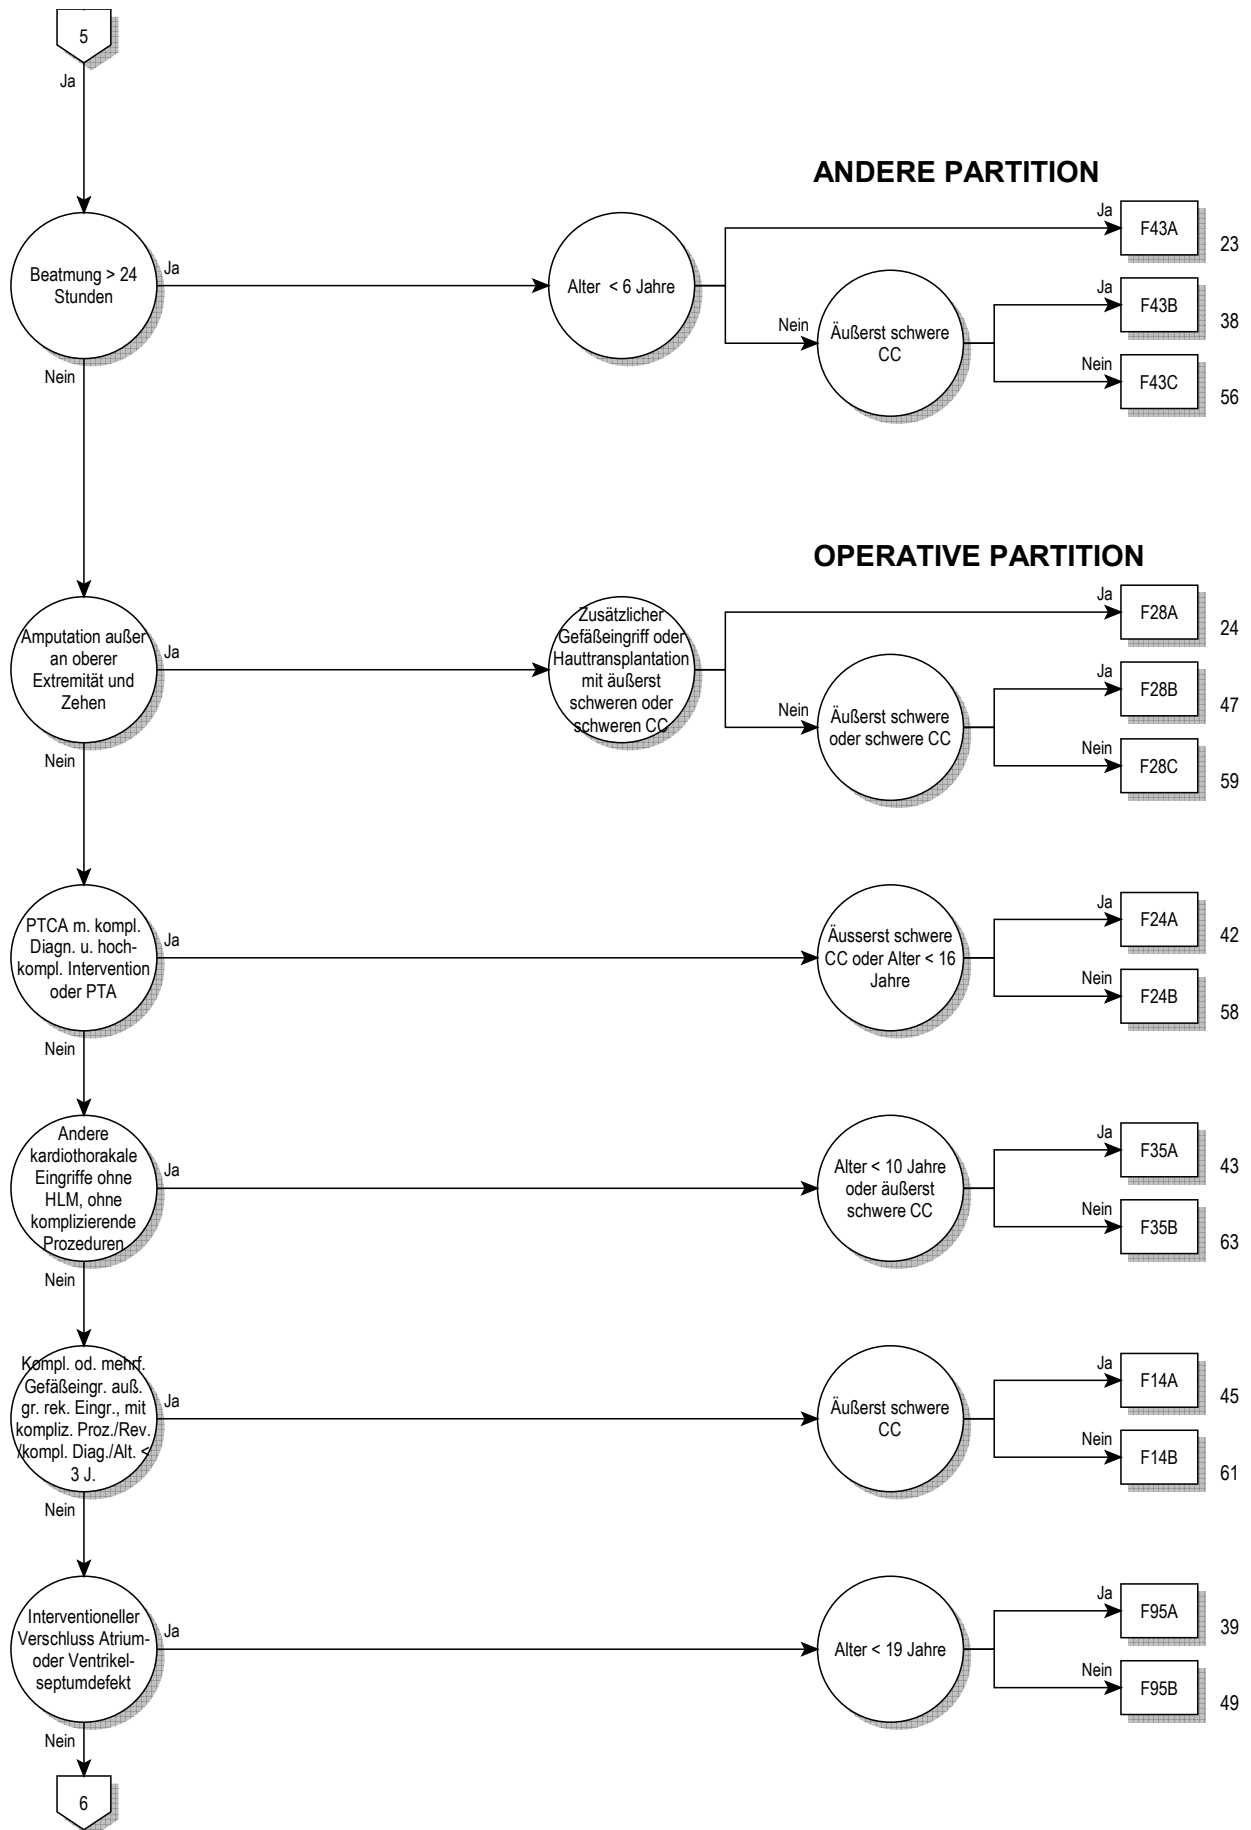 5
Ja
ANDERE PARTITION
Beatmung > 24
Stunden
Ja
Nein
Alter < 6 Jahre
Ja
F43A
23
Nein
Äußerst schwere
CC
Ja
F43B
38
Nein
F43C
56
OPERATIVE PARTITION
Amputation außer
an oberer
Extremität und
Zehen
Ja
Nein
Zusätzlicher
Gefäßeingriff oder
Hauttransplantation
mit äußerst
schweren oder
schweren CC
Ja
F28A
24
Nein
Äußerst schwere
oder schwere CC
Ja
F28B
47
Nein
F28C
59
PTCA m. kompl.
Diagn. u. hoch-
kompl. Intervention
oder PTA
Ja
Nein
Äusserst schwere
CC oder Alter < 16
Jahre
Ja
F24A
42
Nein
F24B
58
Andere
kardiothorakale
Eingriffe ohne
HLM, ohne
komplizierende
Prozeduren
Ja
Nein
Alter < 10 Jahre
oder äußerst
schwere CC
Ja
F35A
43
Nein
F35B
63
Kompl. od. mehrf.
Gefäßeingr. auß.
gr. rek. Eingr., mit
kompliz. Proz./Rev.
/kompl. Diag./Alt. <
3 J.
Ja
Nein
Äußerst schwere
CC
Ja
F14A
45
Nein
F14B
61
Interventioneller
Verschluss Atrium-
oder Ventrikel-
septumdefekt
Ja
Nein
Alter < 19 Jahre
Ja
F95A
39
Nein
F95B
49
6